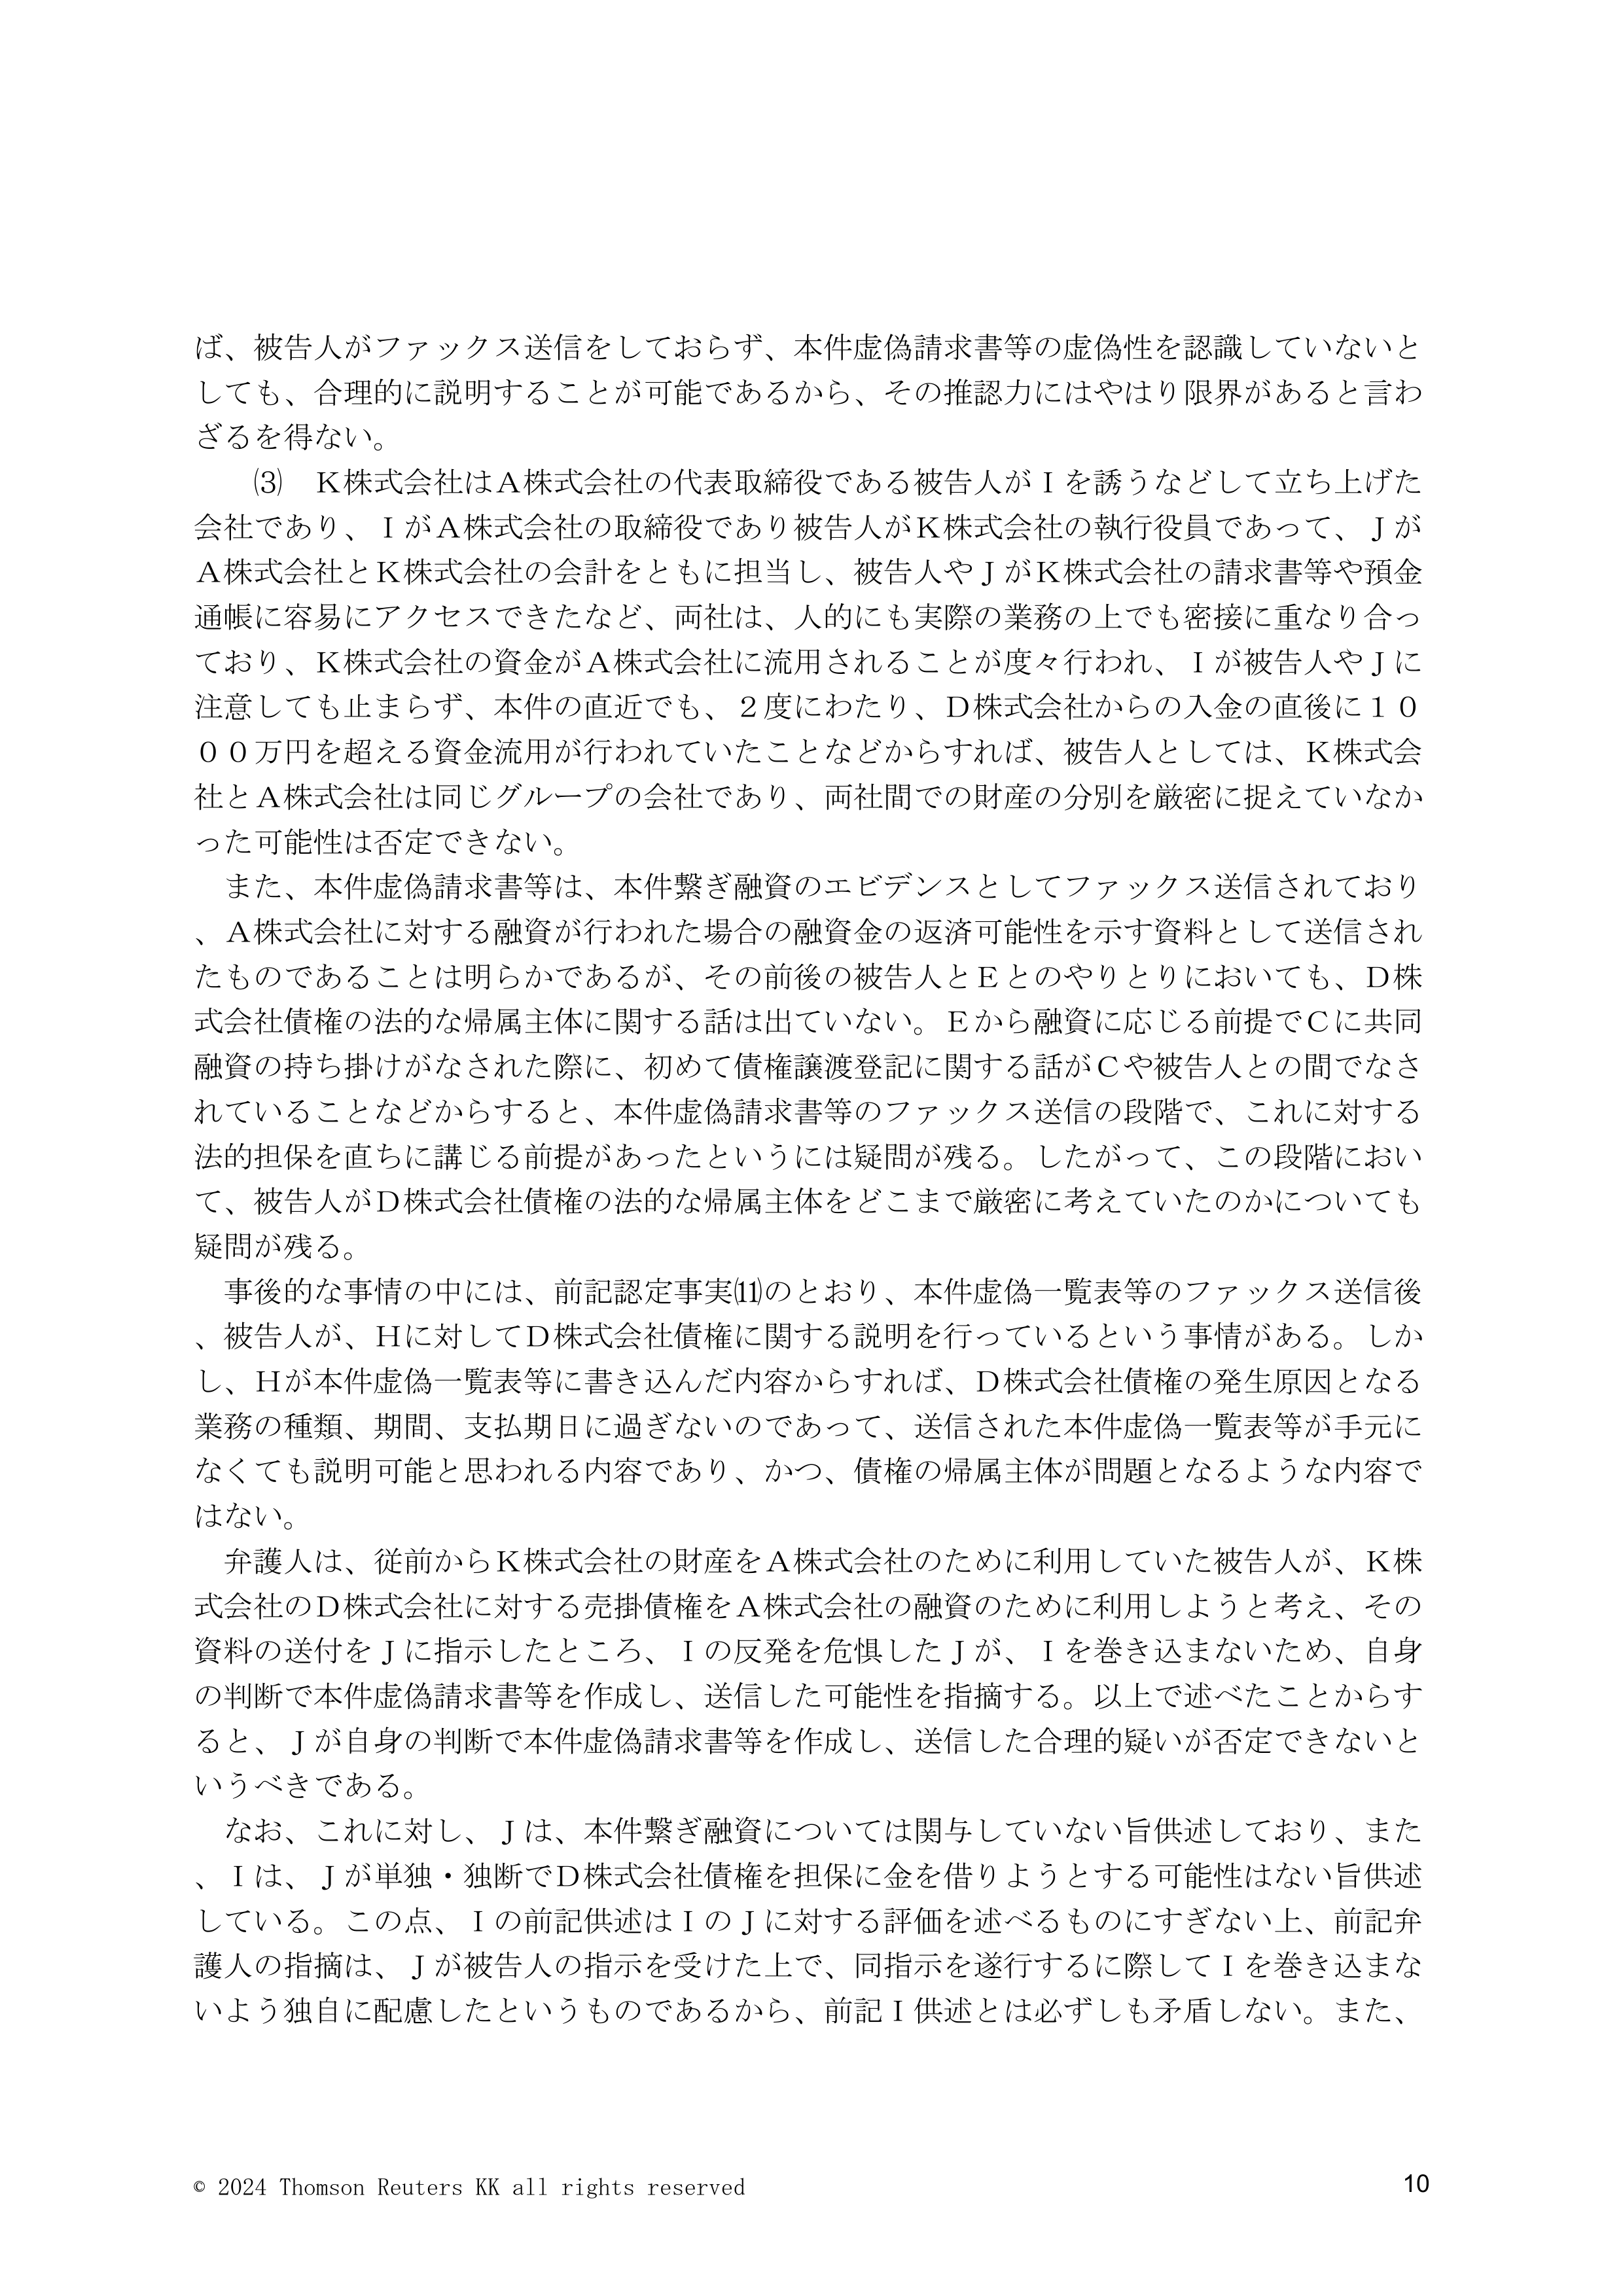 ば、被告人がファックス送信をしておらず、本件虚偽請求書等の虚偽性を認識していないと
しても、合理的に説明することが可能であるから、その推認力にはやはり限界があると言わ
ざるを得ない。
　　⑶　Ｋ株式会社はＡ株式会社の代表取締役である被告人がＩを誘うなどして立ち上げた
会社であり、ＩがＡ株式会社の取締役であり被告人がＫ株式会社の執行役員であって、Ｊが
Ａ株式会社とＫ株式会社の会計をともに担当し、被告人やＪがＫ株式会社の請求書等や預金
通帳に容易にアクセスできたなど、両社は、人的にも実際の業務の上でも密接に重なり合っ
ており、Ｋ株式会社の資金がＡ株式会社に流用されることが度々行われ、Ｉが被告人やＪに
注意しても止まらず、本件の直近でも、２度にわたり、Ｄ株式会社からの入金の直後に１０
００万円を超える資金流用が行われていたことなどからすれば、被告人としては、Ｋ株式会
社とＡ株式会社は同じグループの会社であり、両社間での財産の分別を厳密に捉えていなか
った可能性は否定できない。
　また、本件虚偽請求書等は、本件繋ぎ融資のエビデンスとしてファックス送信されており
、Ａ株式会社に対する融資が行われた場合の融資金の返済可能性を示す資料として送信され
たものであることは明らかであるが、その前後の被告人とＥとのやりとりにおいても、Ｄ株
式会社債権の法的な帰属主体に関する話は出ていない。Ｅから融資に応じる前提でＣに共同
融資の持ち掛けがなされた際に、初めて債権譲渡登記に関する話がＣや被告人との間でなさ
れていることなどからすると、本件虚偽請求書等のファックス送信の段階で、これに対する
法的担保を直ちに講じる前提があったというには疑問が残る。したがって、この段階におい
て、被告人がＤ株式会社債権の法的な帰属主体をどこまで厳密に考えていたのかについても
疑問が残る。
　事後的な事情の中には、前記認定事実⑾のとおり、本件虚偽一覧表等のファックス送信後
、被告人が、Ｈに対してＤ株式会社債権に関する説明を行っているという事情がある。しか
し、Ｈが本件虚偽一覧表等に書き込んだ内容からすれば、Ｄ株式会社債権の発生原因となる
業務の種類、期間、支払期日に過ぎないのであって、送信された本件虚偽一覧表等が手元に
なくても説明可能と思われる内容であり、かつ、債権の帰属主体が問題となるような内容で
はない。
　弁護人は、従前からＫ株式会社の財産をＡ株式会社のために利用していた被告人が、Ｋ株
式会社のＤ株式会社に対する売掛債権をＡ株式会社の融資のために利用しようと考え、その
資料の送付をＪに指示したところ、Ｉの反発を危惧したＪが、Ｉを巻き込まないため、自身
の判断で本件虚偽請求書等を作成し、送信した可能性を指摘する。以上で述べたことからす
ると、Ｊが自身の判断で本件虚偽請求書等を作成し、送信した合理的疑いが否定できないと
いうべきである。
　なお、これに対し、Ｊは、本件繋ぎ融資については関与していない旨供述しており、また
、Ｉは、Ｊが単独・独断でＤ株式会社債権を担保に金を借りようとする可能性はない旨供述
している。この点、Ｉの前記供述はＩのＪに対する評価を述べるものにすぎない上、前記弁
護人の指摘は、Ｊが被告人の指示を受けた上で、同指示を遂行するに際してＩを巻き込まな
いよう独自に配慮したというものであるから、前記Ｉ供述とは必ずしも矛盾しない。また、
© 2024 Thomson Reuters KK all rights reserved
10